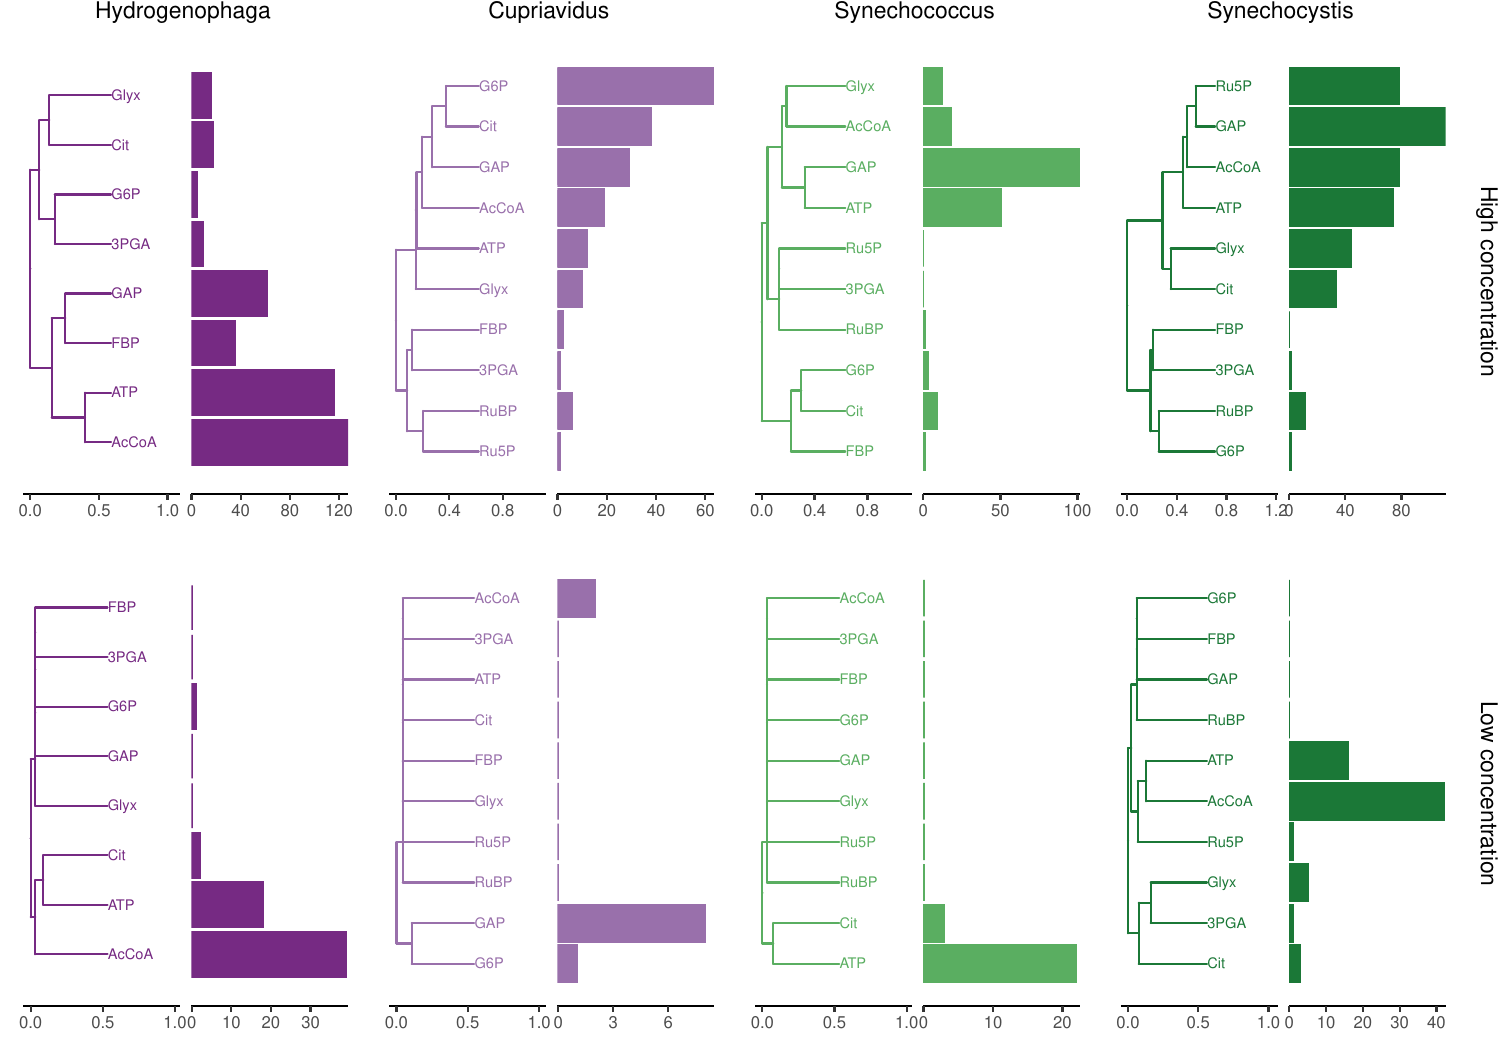 Hydrogenophaga
Cupriavidus
Synechococcus
Synechocystis
Glyx
Cit
G6P
3PGA
GAP
FBP
ATP
AcCoA
0.0 0.5 1.0
0 40 80 120
G6P
Cit
GAP
AcCoA
ATP
Glyx
FBP
3PGA
RuBP
Ru5P
0.0 0.4 0.8
0 20 40 60
Glyx
AcCoA
GAP
ATP
Ru5P
3PGA
RuBP
G6P
Cit
FBP
0.0 0.4 0.8
0 50 100
Ru5P
GAP
AcCoA
ATP
Glyx
Cit
FBP
3PGA
RuBP
G6P
0.0 0.4 0.8 1.2
0 40 80
High concentration
FBP
3PGA
G6P
GAP
Glyx
Cit
ATP
AcCoA
0.0 0.5 1.0
0 10 20 30
AcCoA
3PGA
ATP
Cit
FBP
Glyx
Ru5P
RuBP
GAP
G6P
0.0 0.5 1.0
0 3 6
AcCoA
3PGA
FBP
G6P
GAP
Glyx
Ru5P
RuBP
Cit
ATP
0.0 0.5 1.0
0 10 20
G6P
FBP
GAP
RuBP
ATP
AcCoA
Ru5P
Glyx
3PGA
Cit
0.0 0.5 1.0
0 10 20 30 40
Low concentration